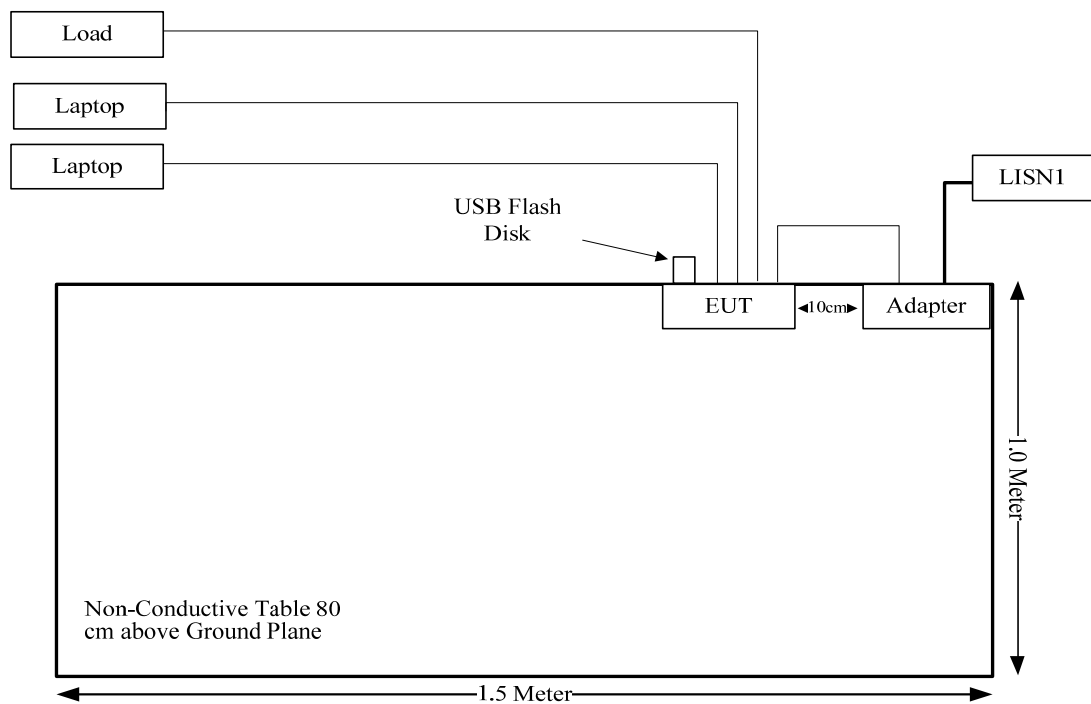 Load
Laptop
Laptop
LISN1
USB Flash
Disk
EUT
10cm
Adapter
1.0 Meter
Non-Conductive Table 80
cm above Ground Plane
1.5 Meter